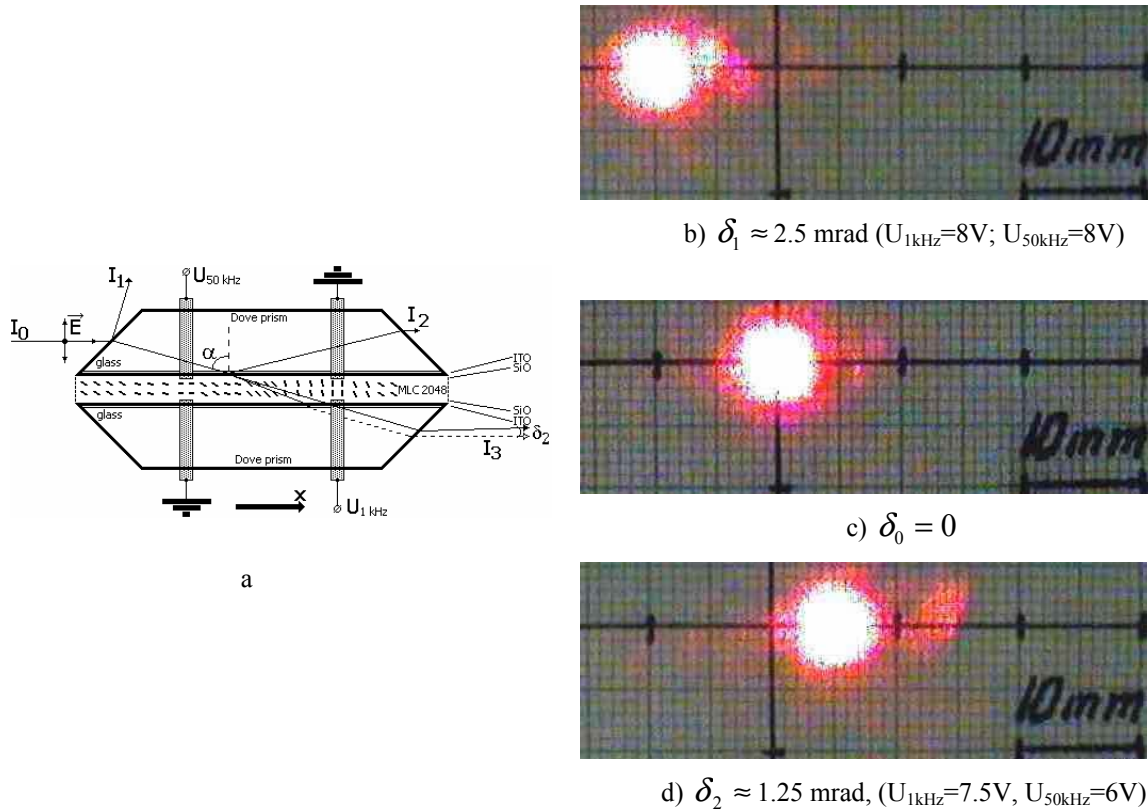 I1
U50 kHz
I0
E
Dove prism
I2
α
glass
ITO
SiO
MLC 2048
glass
SiO
ITO
δ2
I3
Dove prism
x
U1 kHz
a
10mm
b) δ1 ≈ 2.5 mrad (U1kHz=8V; U50kHz=8V)
10mm
c) δ0 = 0
10mm
d) δ2 ≈ 1.25 mrad, (U1kHz=7.5V, U50kHz=6V)